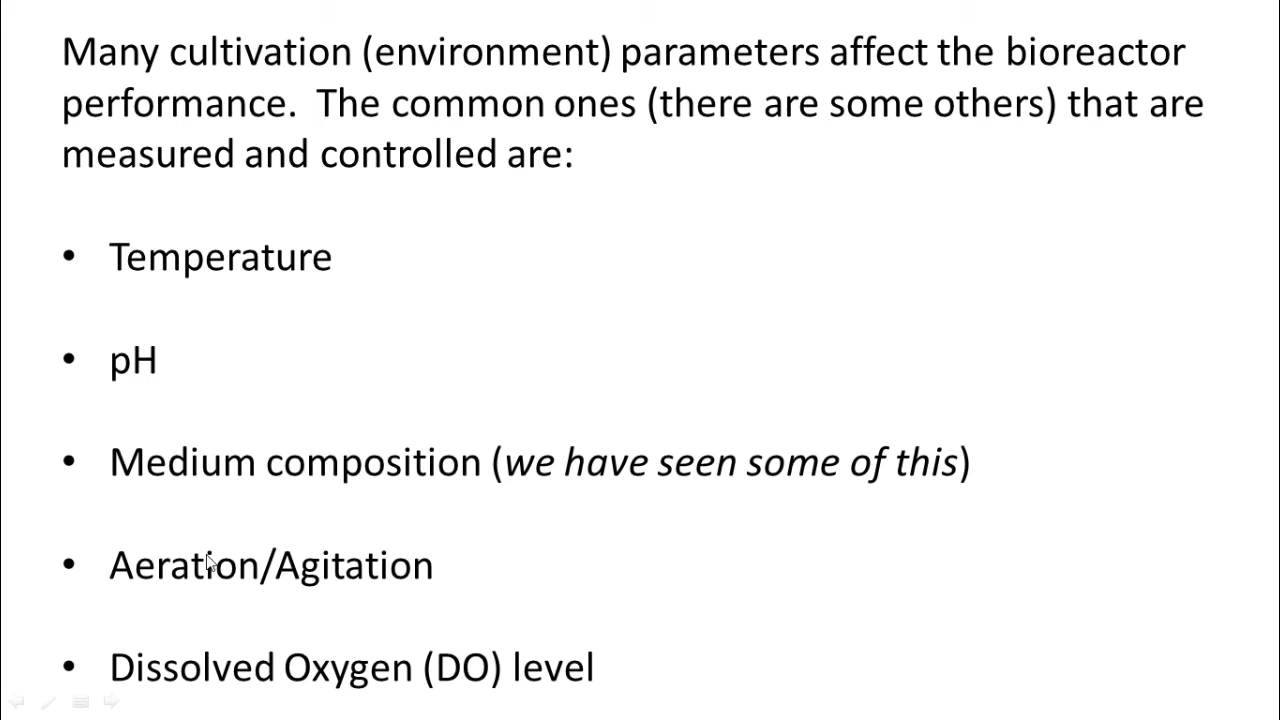 Many cultivation (environment) parameters affect the bioreactor
performance.  The common ones (there are some others) that are
measured and controlled are:
• Temperature
• pH
• Medium composition (we have seen some of this)
• Aeration/Agitation
• Dissolved Oxygen (DO) level